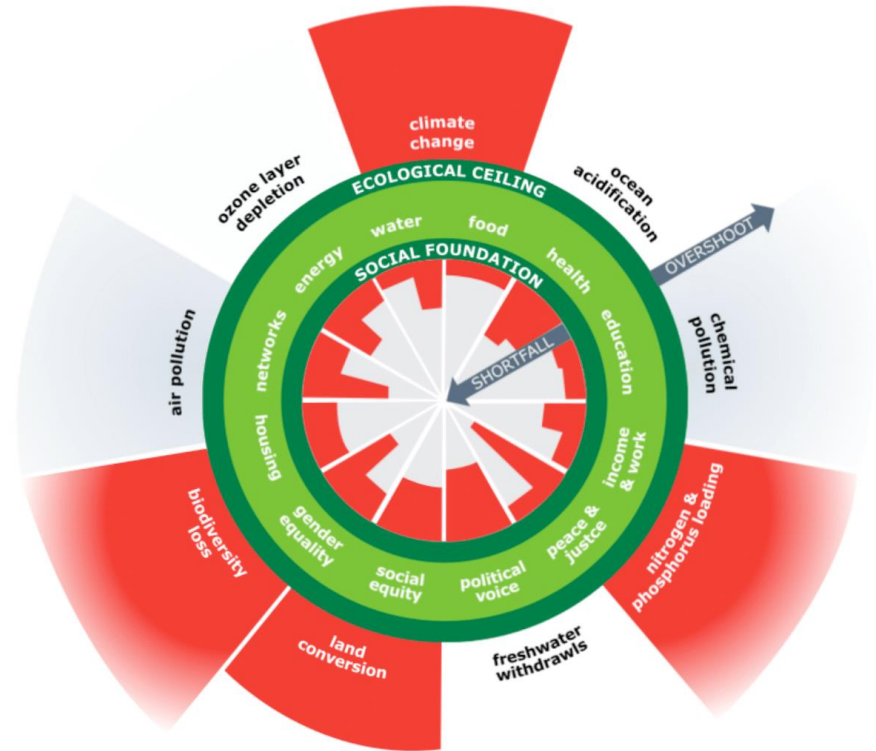 climate
change
ocean
acidification
chemical
pollution
nitrogen &
phosphorus loading
freshwater
withdrawls
land
conversion
biodiversity
loss
air pollution
ozone layer
depletion
ECOLOGICAL CEILING
OVERSHOOT
water
food
health
education
income
& work
peace &
justce
political
voice
social
equity
gender
equality
housing
networks
energy
SOCIAL FOUNDATION
SHORTFALL